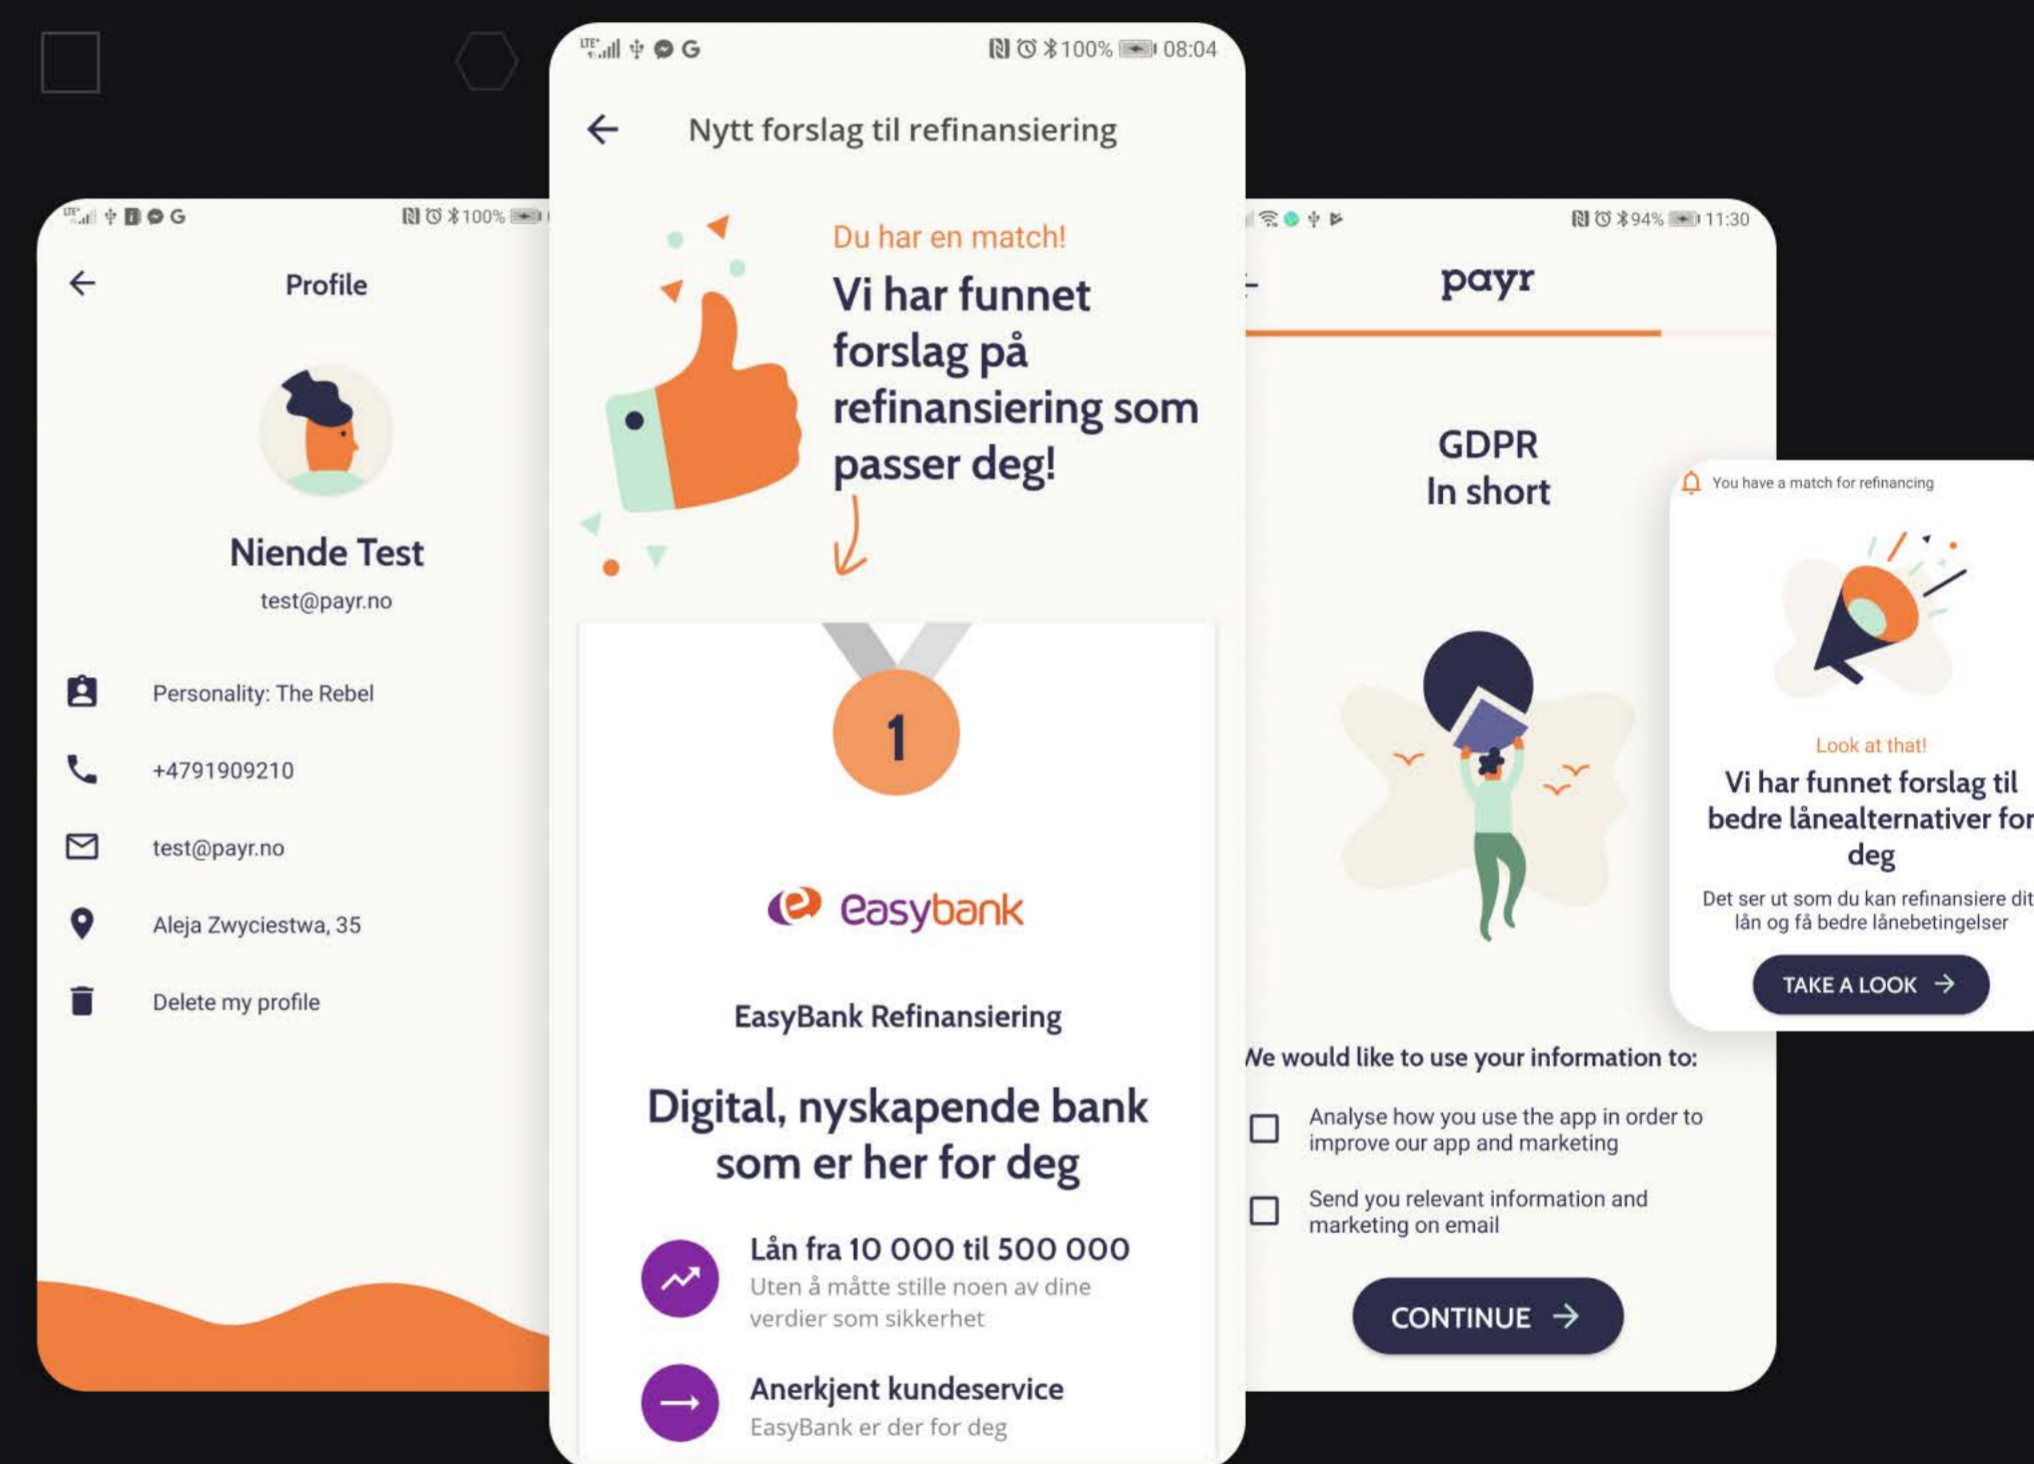 LTE+ G 100%
Profile
Niende Test
test@payr.no
Personality: The Rebel
+4791909210
test@payr.no
Aleja Zwyciestwa, 35
Delete my profile
LTE+ G 100% 08:04
Nytt forslag til refinansiering
Du har en match!
Vi har funnet
forslag på
refinansiering som
passer deg!
1
easybank
EasyBank Refinansiering
Digital, nyskapende bank
som er her for deg
Lån fra 10 000 til 500 000
Uten å måtte stille noen av dine
verdier som sikkerhet
Anerkjent kundeservice
EasyBank er der for deg
94% 11:30
payr
GDPR
In short
We would like to use your information to:
Analyse how you use the app in order to
improve our app and marketing
Send you relevant information and
marketing on email
CONTINUE
You have a match for refinancing
Look at that!
Vi har funnet forslag til
bedre lånealternativer for
deg
Det ser ut som du kan refinansiere dit
lån og få bedre lånebetingelser
TAKE A LOOK